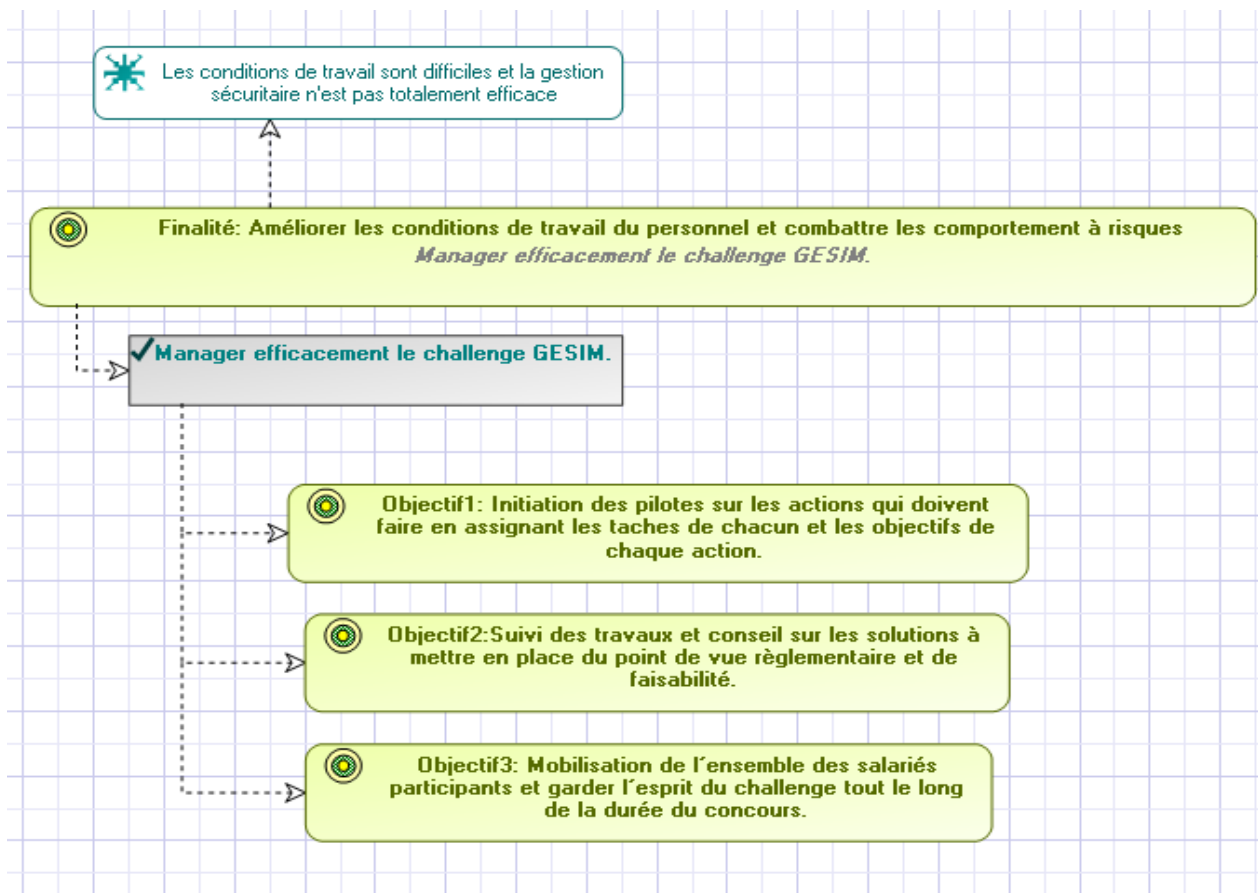 Les conditions de travail sont difficiles et la gestion
sécuritaire n'est pas totalement efficace
Finalité: Améliorer les conditions de travail du personnel et combattre les comportement à risques
Manager efficacement le challenge GESIM.
Manager efficacement le challenge GESIM.
Objectif1: Initiation des pilotes sur les actions qui doivent
faire en assignant les taches de chacun et les objectifs de
chaque action.
Objectif2:Suivi des travaux et conseil sur les solutions à
mettre en place du point de vue règlementaire et de
faisabilité.
Objectif3: Mobilisation de l´ensemble des salariés
participants et garder l´esprit du challenge tout le long
de la durée du concours.